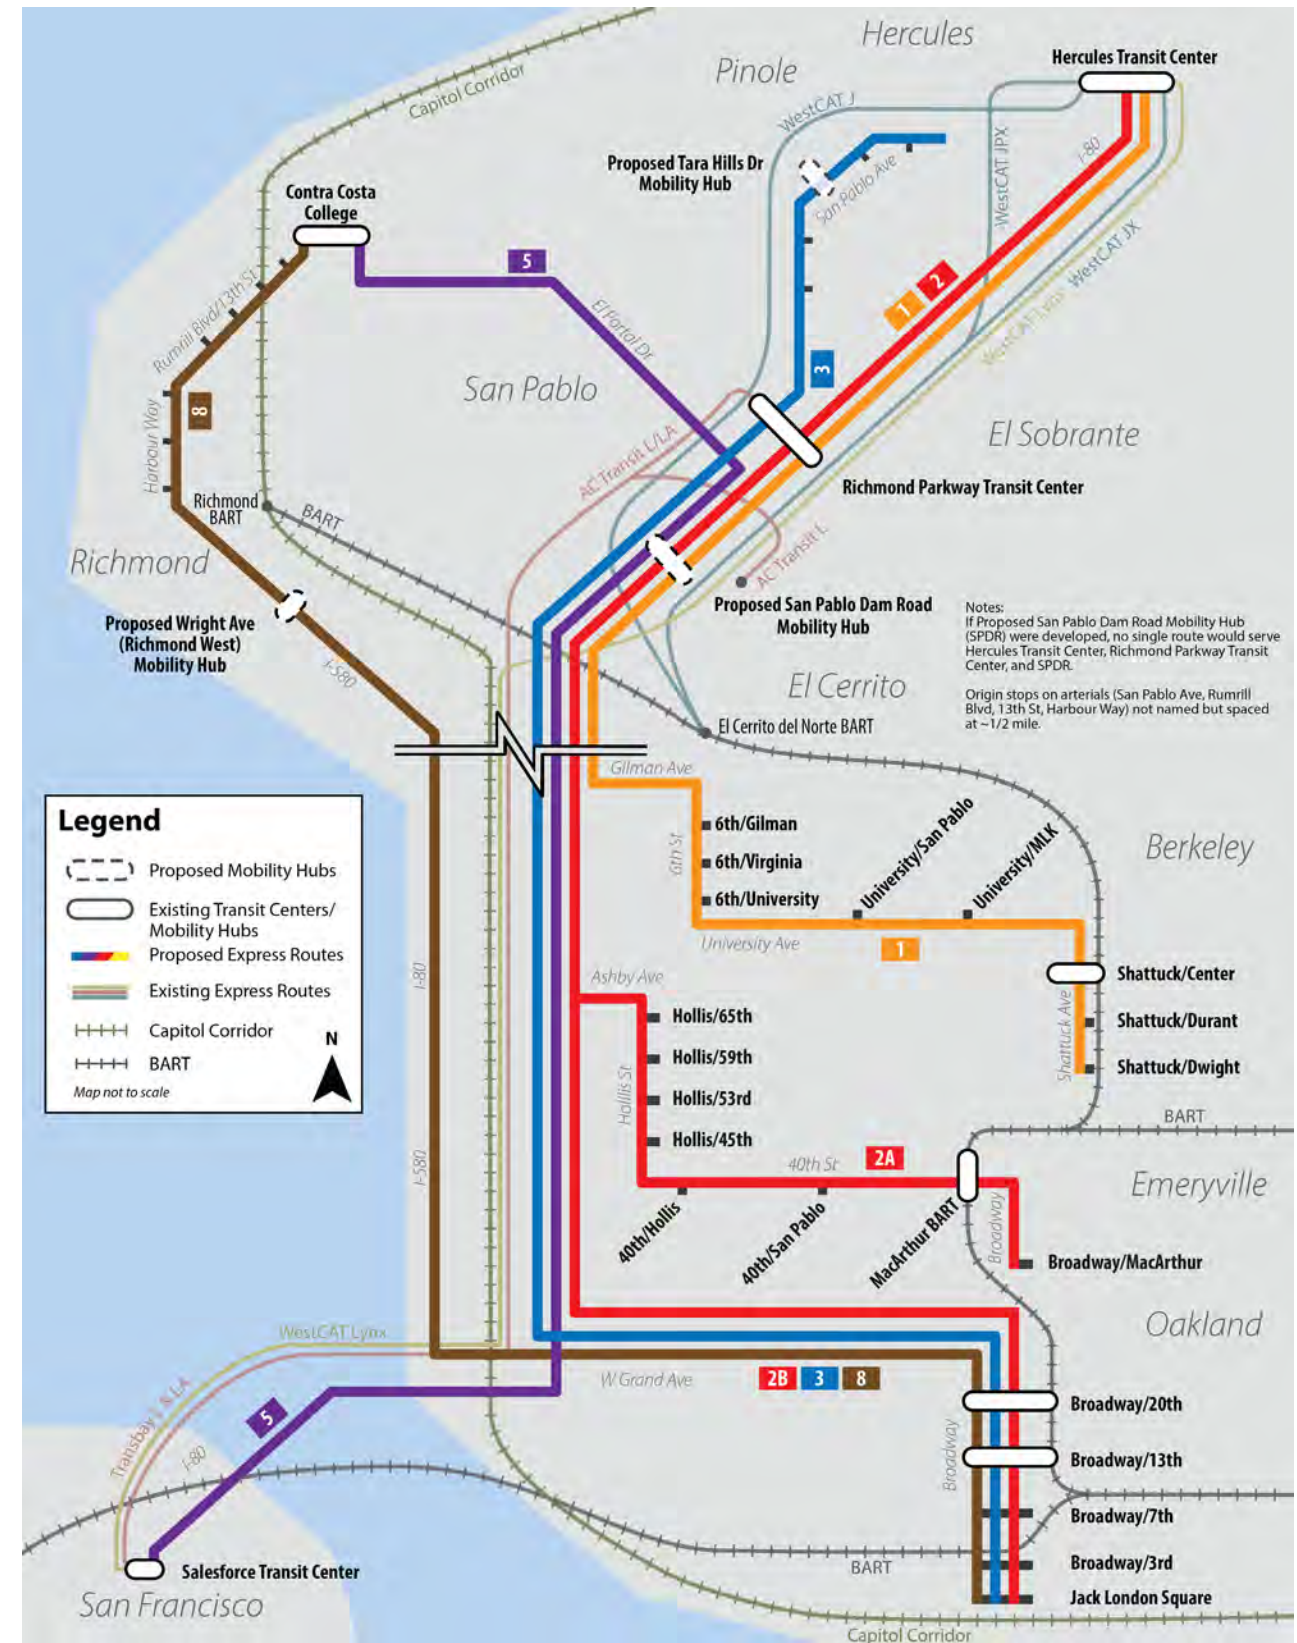 Hercules
Pinole
Hercules Transit Center
Capitol Corridor
WestCAT J
WestCAT JPX
I-80
Proposed Tara Hills Dr
Mobility Hub
San Pablo Ave
Contra Costa
College
5
El Portal Dr
Rumrill Blvd/13th St
WestCAT JX
WestCAT Lynx
1
2
3
San Pablo
8
Harbour Way
El Sobrante
AC Transit L/LA
Richmond Parkway Transit Center
Richmond
BART
BART
Richmond
AC Transit L
Proposed San Pablo Dam Road
Mobility Hub
Proposed Wright Ave
(Richmond West)
Mobility Hub
I-580
Notes:
If Proposed San Pablo Dam Road Mobility Hub
(SPDR) were developed, no single route would serve
Hercules Transit Center, Richmond Parkway Transit
Center, and SPDR.
Origin stops on arterials (San Pablo Ave, Rumrill
Blvd, 13th St, Harbour Way) not named but spaced
at ~1/2 mile.
El Cerrito
El Cerrito del Norte BART
Gilman Ave
Legend
Proposed Mobility Hubs
Existing Transit Centers/
Mobility Hubs
Proposed Express Routes
Existing Express Routes
Capitol Corridor
BART
Map not to scale
N
6th St
6th/Gilman
6th/Virginia
6th/University
University/San Pablo
University/MLK
Berkeley
University Ave
1
I-80
Shattuck/Center
Shattuck Ave
Shattuck/Durant
Shattuck/Dwight
Ashby Ave
Hollis St
Hollis/65th
Hollis/59th
Hollis/53rd
Hollis/45th
BART
I-580
40th St
2A
Emeryville
40th/Hollis
40th/San Pablo
MacArthur BART
Broadway
Broadway/MacArthur
Oakland
WestCAT Lynx
Transbay L & LA
W Grand Ave
2B
3
8
5
I-80
Broadway
Broadway/20th
Broadway/13th
Broadway/7th
BART
Broadway/3rd
Jack London Square
Salesforce Transit Center
San Francisco
Capitol Corridor